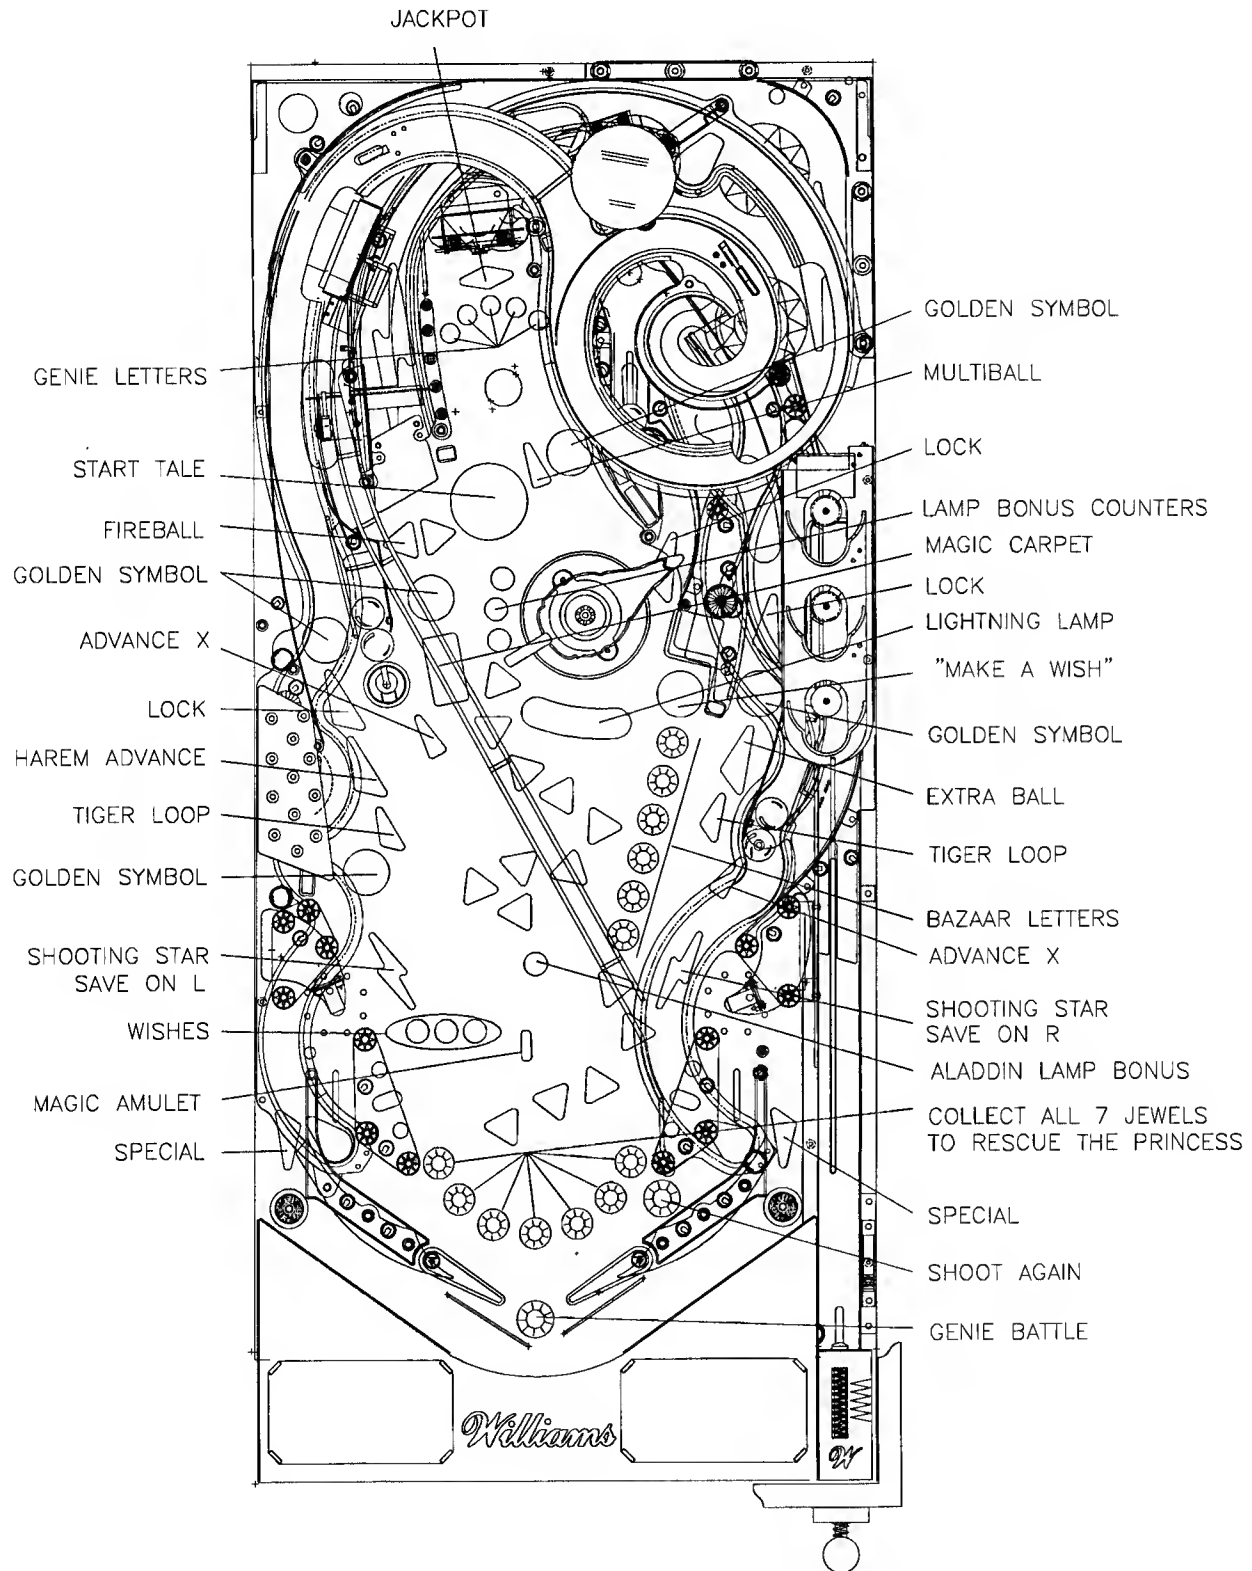 JACKPOT
GENIE LETTERS
START TALE
FIREBALL
GOLDEN SYMBOL
ADVANCE X
LOCK
HAREM ADVANCE
TIGER LOOP
GOLDEN SYMBOL
SHOOTING STAR
SAVE ON L
WISHES
MAGIC AMULET
SPECIAL
GOLDEN SYMBOL
MULTIBALL
LOCK
LAMP BONUS COUNTERS
MAGIC CARPET
LOCK
LIGHTNING LAMP
"MAKE A WISH"
GOLDEN SYMBOL
EXTRA BALL
TIGER LOOP
BAZAAR LETTERS
ADVANCE X
SHOOTING STAR
SAVE ON R
ALADDIN LAMP BONUS
COLLECT ALL 7 JEWELS
TO RESCUE THE PRINCESS
SPECIAL
SHOOT AGAIN
GENIE BATTLE
Williams
W